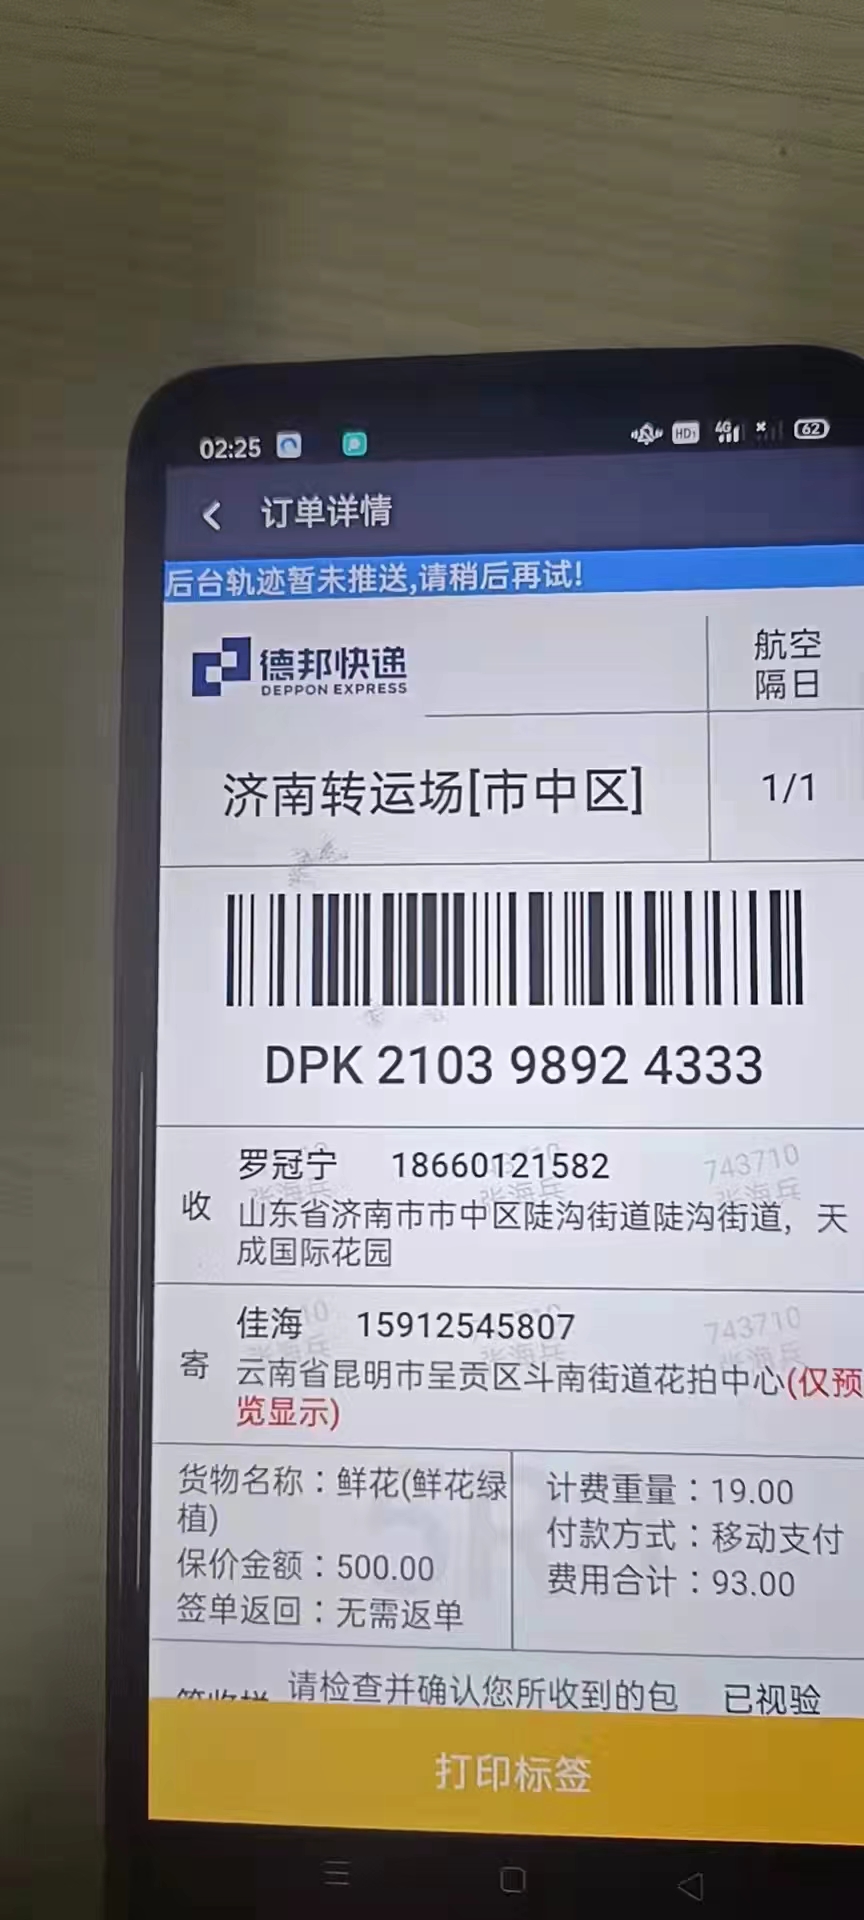 02:25
HD1 4G 62
订单详情
后台轨迹暂未推送,请稍后再试!
德邦快递
DEPPON EXPRESS
航空
隔日
济南转运场[市中区]
1/1
DPK 2103 9892 4333
收
罗冠宁 18660121582
山东省济南市市中区陡沟街道陡沟街道，天
成国际花园
743710
张海兵
寄
佳海 15912545807
云南省昆明市呈贡区斗南街道花拍中心(仅预
览显示)
743710
张海兵
货物名称：鲜花(鲜花绿
植)
保价金额：500.00
签单返回：无需返单
计费重量：19.00
付款方式：移动支付
费用合计：93.00
请检查并确认您所收到的包
已视验
打印标签